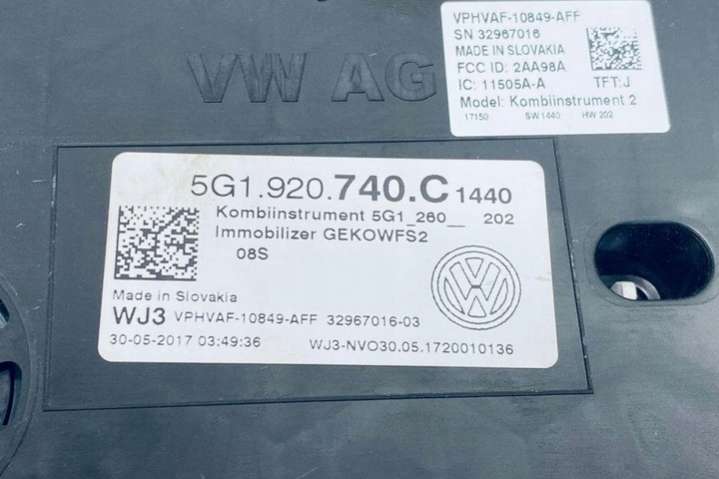 VW AG
VPHVAF-10849-AFF
SN 32967016
MADE IN SLOVAKIA
FCC ID: 2AA98A
IC: 11505A-A TFT:J
Model: Kombiinstrument 2
17150 SW1440 HW 202
5G1.920.740.C 1440
Kombiinstrument 5G1_260__ 202
Immobilizer GEKOWFS2
08S
Made in Slovakia
WJ3 VPHVAF-10849-AFF 32967016-03
30-05-2017 03:49:36 WJ3-NVO30.05.1720010136